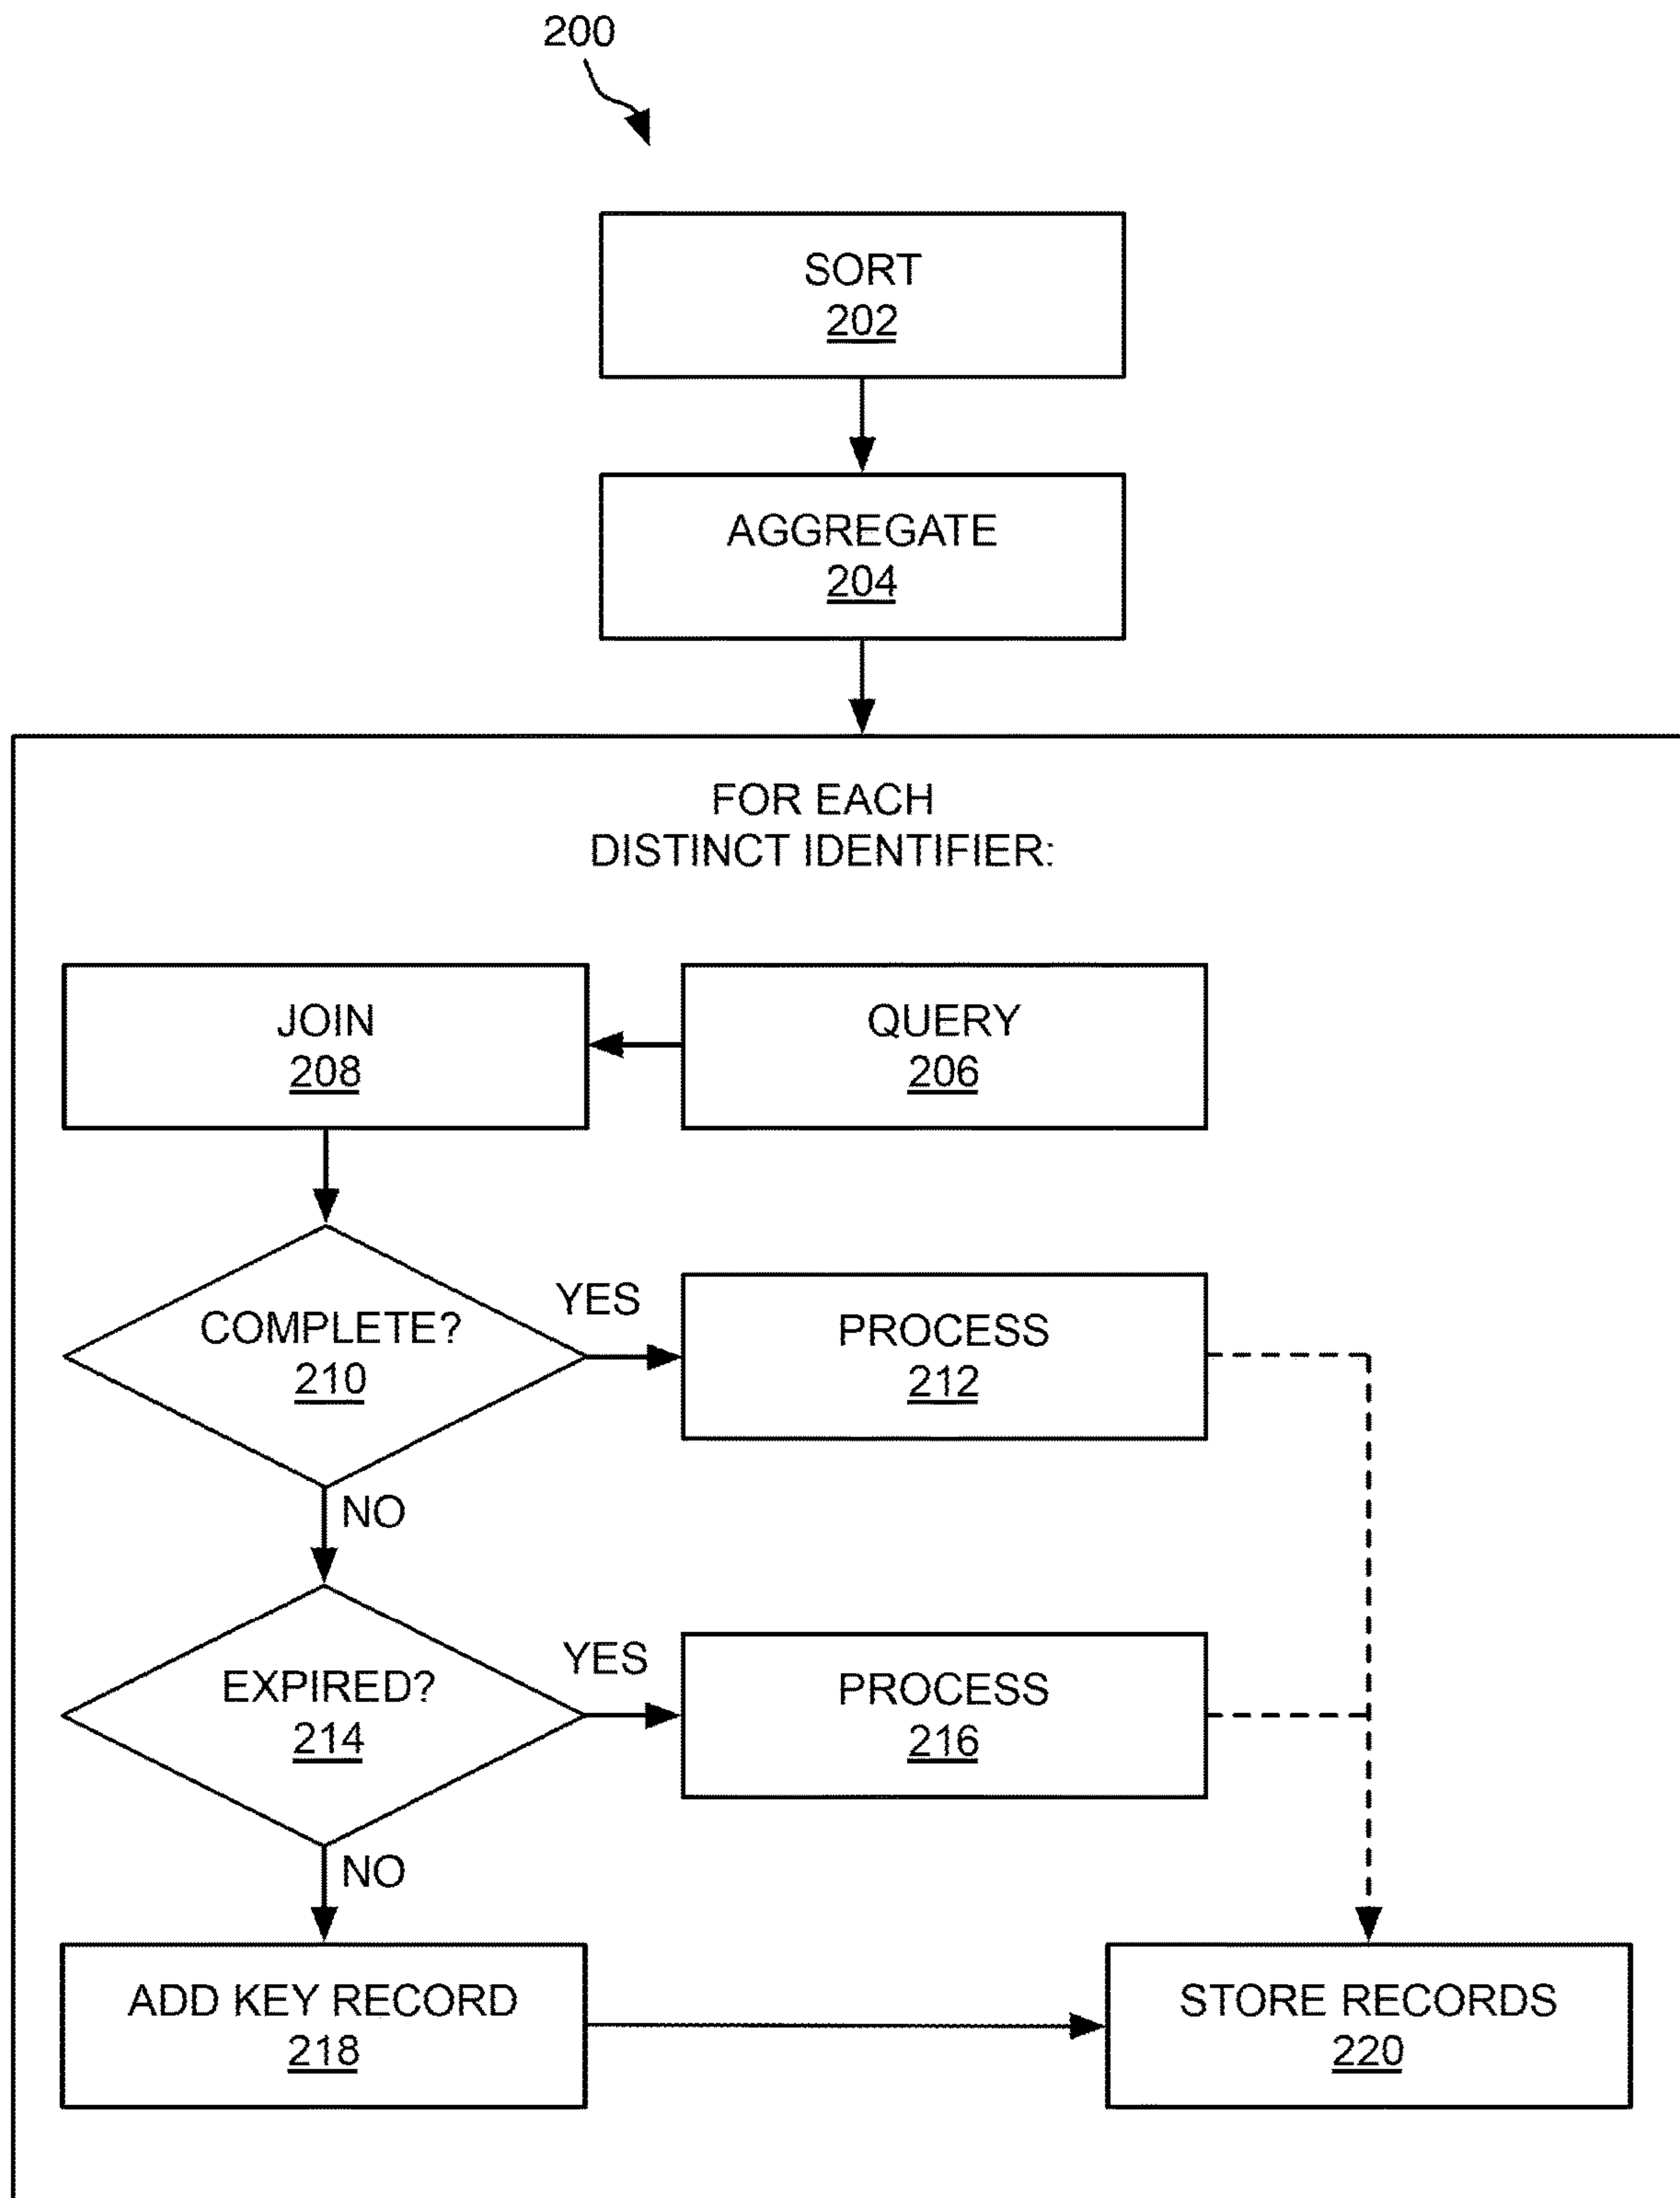 200
SORT
202
AGGREGATE
204
FOR EACH
DISTINCT IDENTIFIER:
JOIN
208
QUERY
206
COMPLETE?
210
YES
PROCESS
212
NO
EXPIRED?
214
YES
PROCESS
216
NO
ADD KEY RECORD
218
STORE RECORDS
220